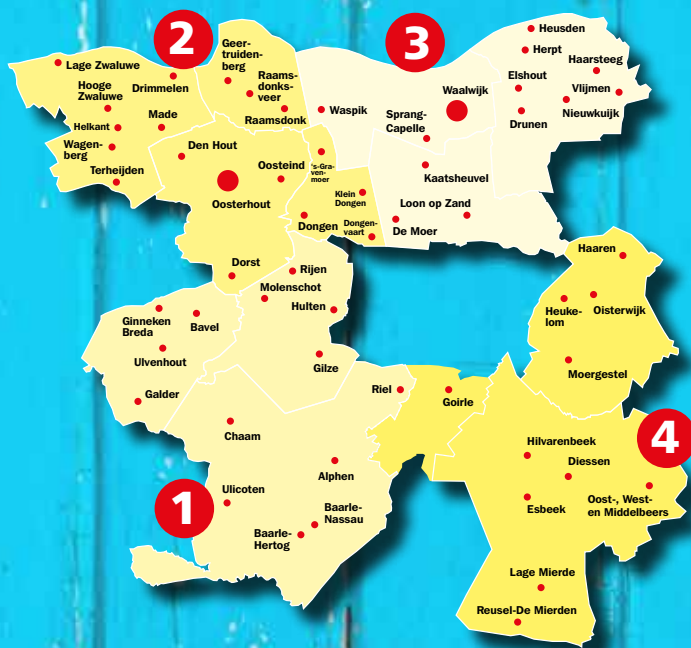 2
3
Lage Zwaluwe
Drimmelen
Hooge
Zwaluwe
Helkant
Made
Wagen-
berg
Terheijden
Geer-
truiden-
berg
Raams-
donks-
veer
Raamsdonk
Den Hout
Oosteind
Oosterhout
Dorst
's-Gra-
ven-
moer
Klein
Dongen
Dongen
Dongen-
vaart
Waspik
Sprang-
Capelle
Waalwijk
Kaatsheuvel
Loon op Zand
De Moer
Heusden
Herpt
Haarsteeg
Elshout
Vlijmen
Nieuwkuijk
Drunen
Rijen
Molenschot
Hulten
Gilze
Ginneken
Breda
Bavel
Ulvenhout
Galder
Chaam
Riel
Goirle
Alphen
Ulicoten
1
Baarle-
Nassau
Baarle-
Hertog
Haaren
Heuke-
lom
Oisterwijk
Moergestel
4
Hilvarenbeek
Diessen
Esbeek
Oost-, West-
en Middelbeers
Lage Mierde
Reusel-De Mierden